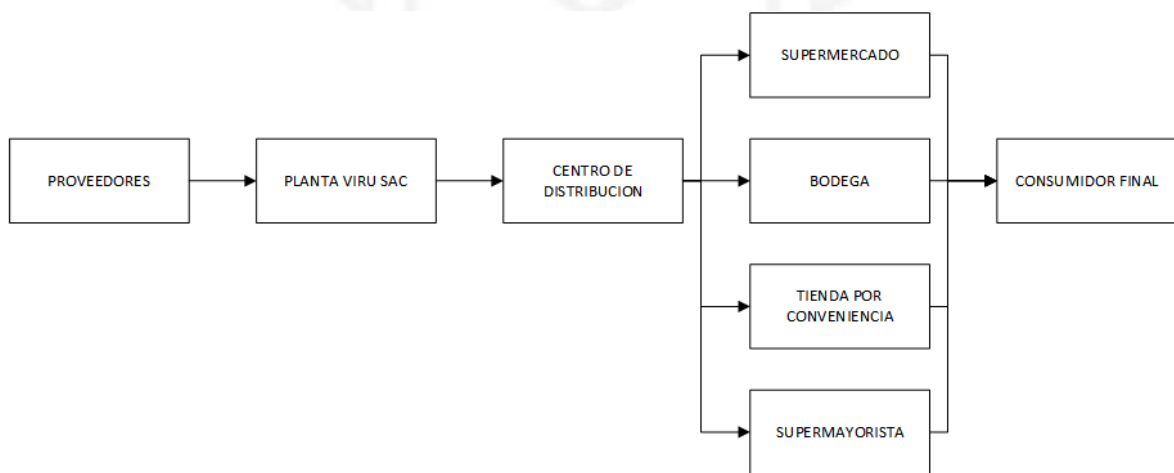 SUPERMERCADO
PROVEEDORES
PLANTA VIRU SAC
CENTRO DE
DISTRIBUCION
BODEGA
CONSUMIDOR FINAL
TIENDA POR
CONVENIENCIA
SUPERMAYORISTA